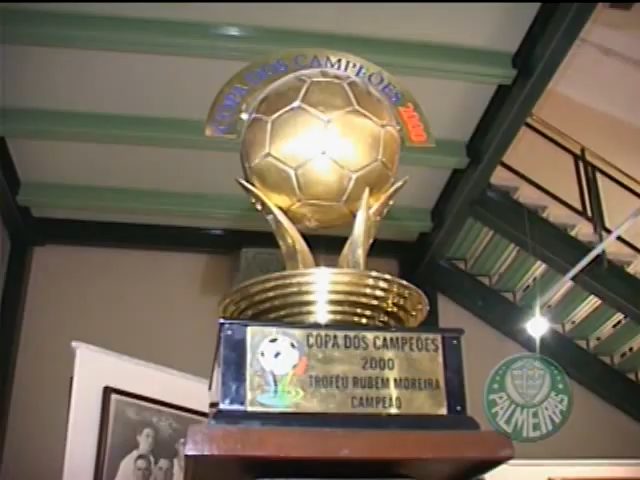 COPA DOS CAMPEÕES 2000
COPA DOS CAMPEÕES
2000
TROFÉU RUBEM MOREIRA
CAMPEÃO
PALMEIRAS